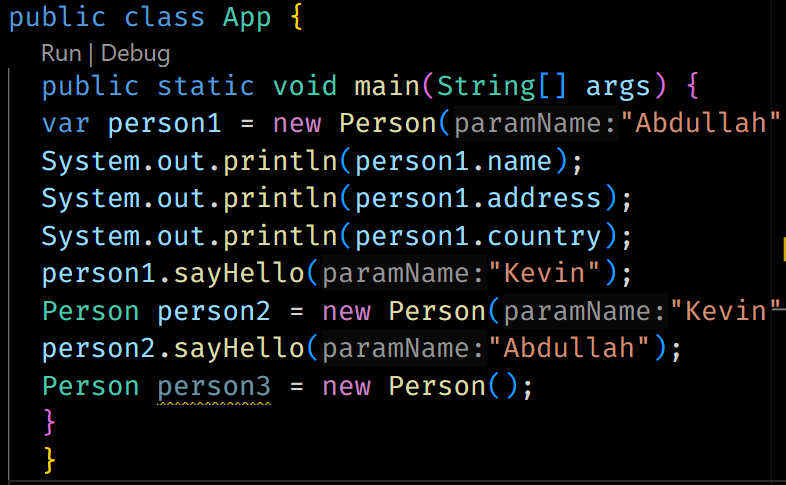 public class App {
Run | Debug
public static void main(String[] args) {
var person1 = new Person(paramName:"Abdullah"
System.out.println(person1.name);
System.out.println(person1.address);
System.out.println(person1.country);
person1.sayHello(paramName:"Kevin");
Person person2 = new Person(paramName:"Kevin"
person2.sayHello(paramName:"Abdullah");
Person person3 = new Person();
}
}